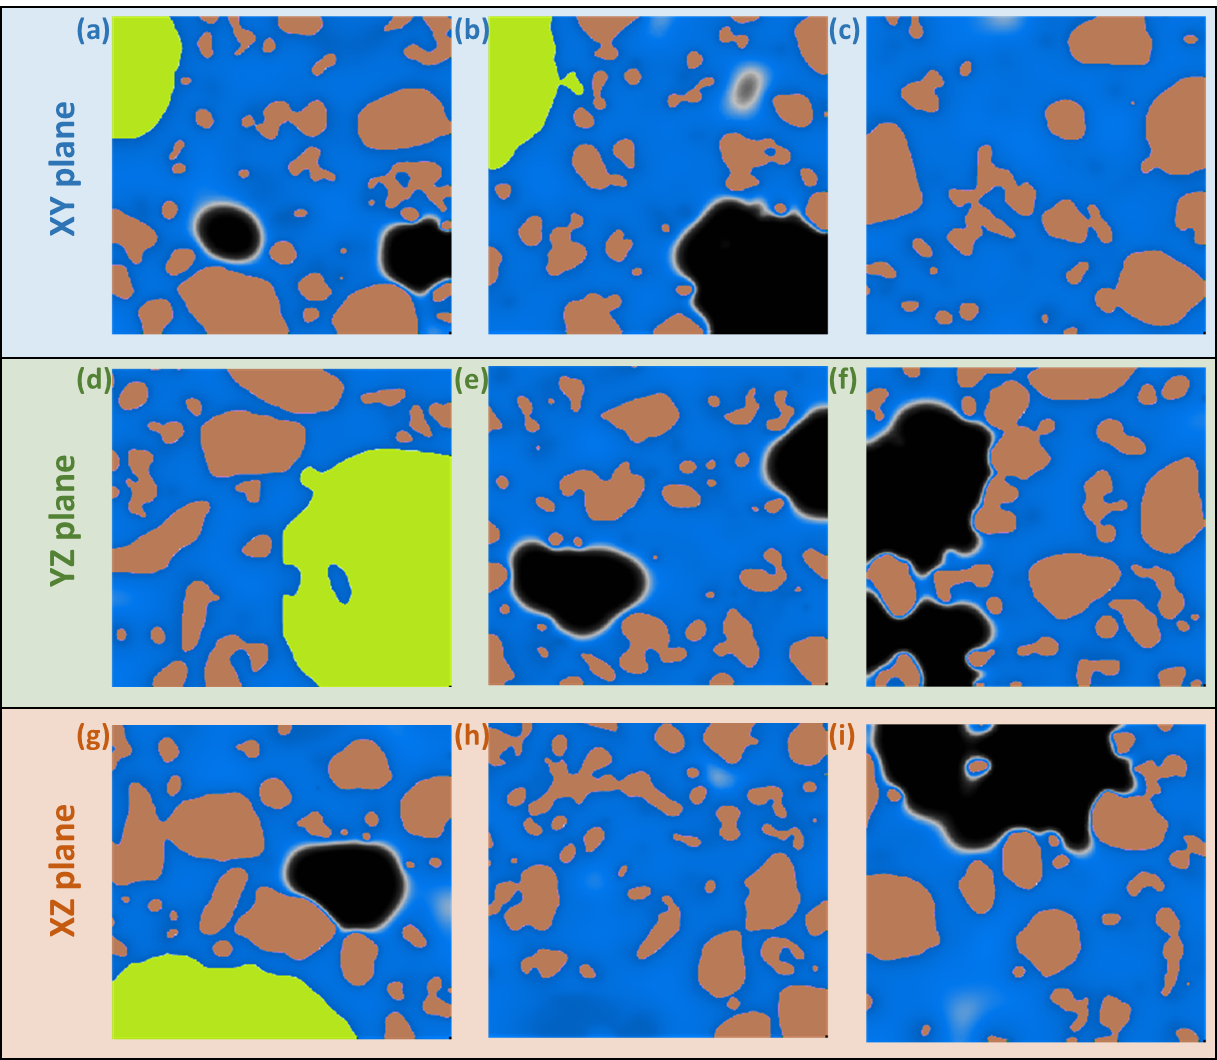 XY plane
(a)
(b)
(c)
YZ plane
(d)
(e)
(f)
XZ plane
(g)
(h)
(i)